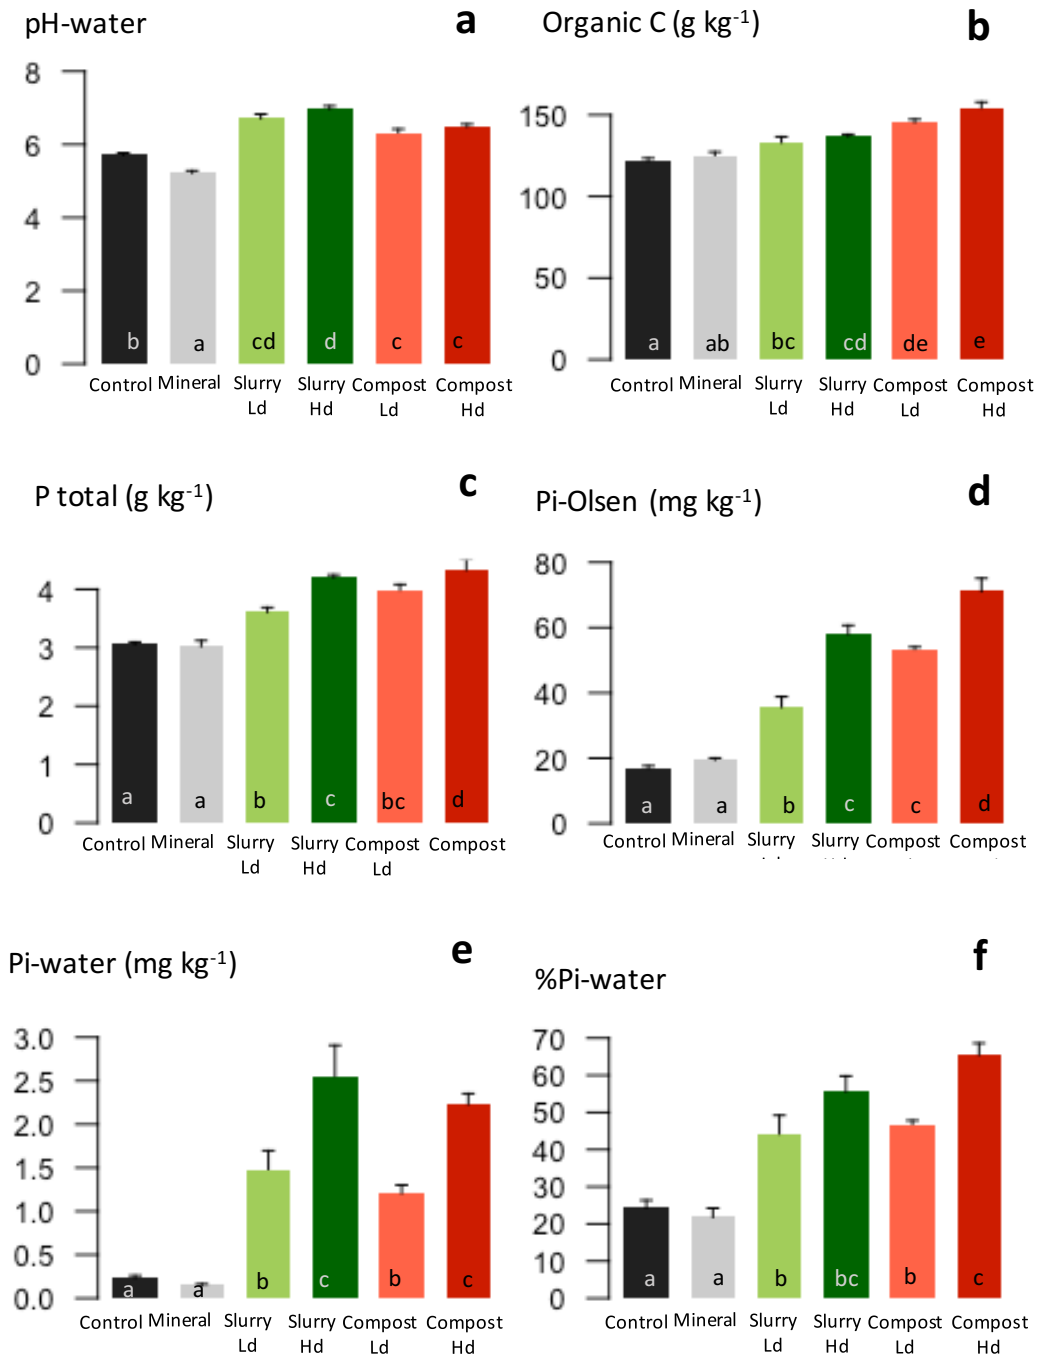 pH-water
a
8
6
4
2
0
b
a
cd
d
c
c
Control Mineral Slurry Slurry Compost Compost
Ld Hd Ld Hd
Organic C (g kg⁻¹)
b
150
100
50
0
a
ab
bc
cd
de
e
Control Mineral Slurry Slurry Compost Compost
Ld Hd Ld Hd
P total (g kg⁻¹)
c
4
3
2
1
0
a
a
b
c
bc
d
Control Mineral Slurry Slurry Compost Compost
Ld Hd Ld
Pi-Olsen (mg kg⁻¹)
d
80
60
40
20
0
a
a
b
c
c
d
Control Mineral Slurry Slurry Compost Compost
Pi-water (mg kg⁻¹)
e
3.0
2.5
2.0
1.5
1.0
0.5
0.0
a
a
b
c
b
c
Control Mineral Slurry Slurry Compost Compost
Ld Hd Ld Hd
%Pi-water
f
70
60
50
40
30
20
10
0
a
a
b
bc
b
c
Control Mineral Slurry Slurry Compost Compost
Ld Hd Ld Hd